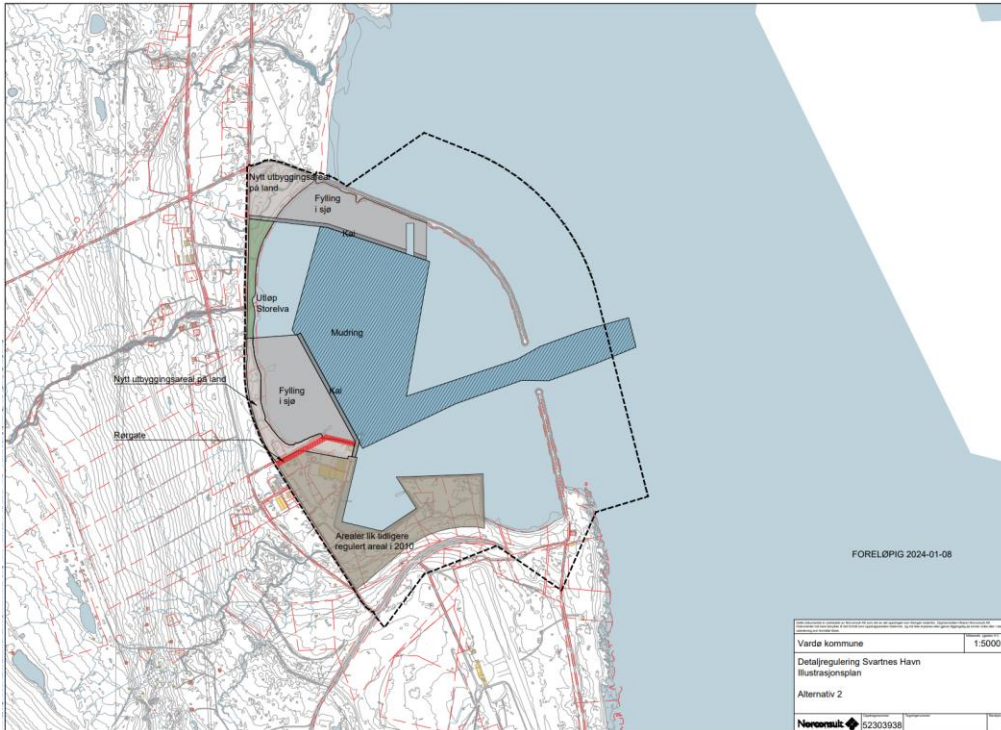 Nytt utbyggingsareal
på land
Fylling
i sjø
Kai
Utløp
Storelva
Mudring
Nytt utbyggingsareal på land
Fylling
i sjø
Kai
Rørgate
Arealer lik tidligere
regulert areal i 2010
FORELØPIG 2024-01-08
Vardø kommune
1:5000
Detaljregulering Svartnes Havn
Illustrasjonsplan
Alternativ 2
Norconsult
52303938